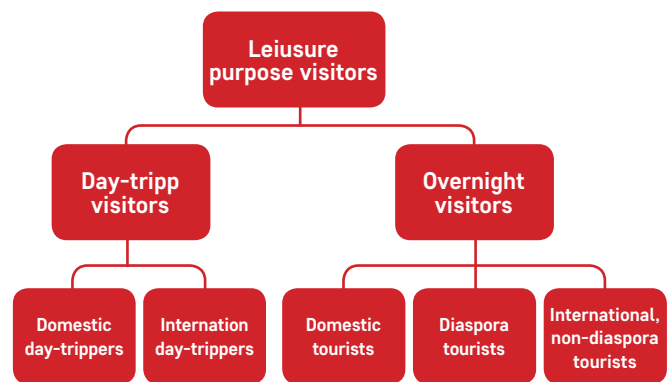 Leiusure
purpose visitors
Day-tripp
visitors
Overnight
visitors
Domestic
day-trippers
Internation
day-trippers
Domestic
tourists
Diaspora
tourists
International,
non-diaspora
tourists